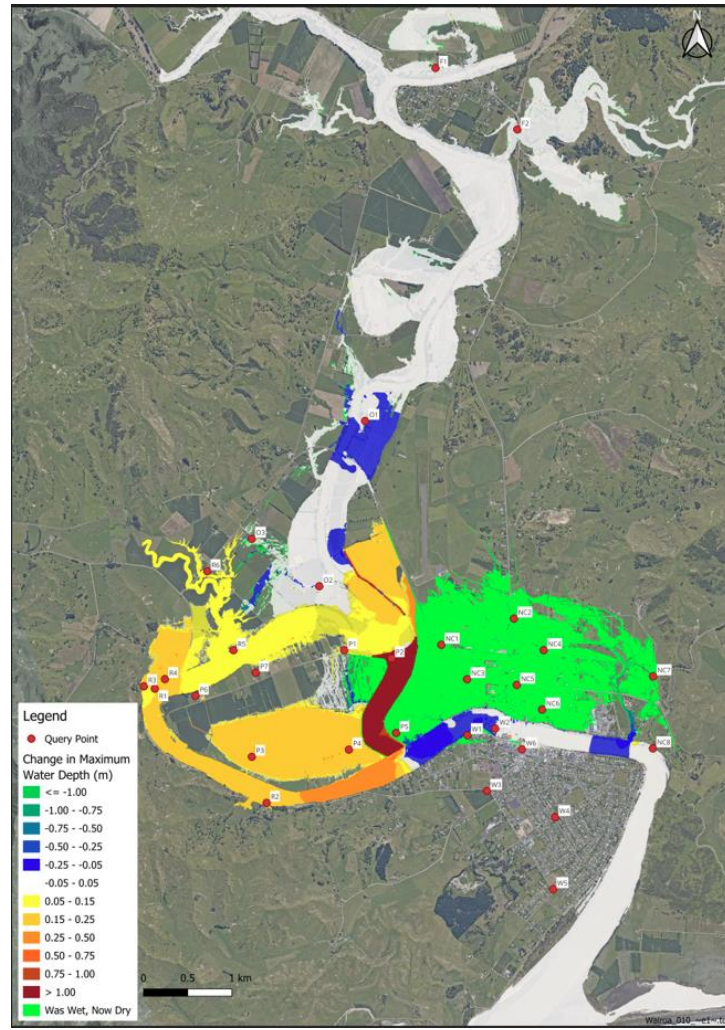 N
F1
F2
O1
O3
R6
O2
NC2
NC1
NC4
R5
P1
P2
P7
NC7
R4
NC3
NC5
R3
R1
P6
NC6
P5
W2
W1
P4
W6
NC8
P3
W3
R2
W4
W5
Legend
Query Point
Change in Maximum
Water Depth (m)
<= -1.00
-1.00 - -0.75
-0.75 - -0.50
-0.50 - -0.25
-0.25 - -0.05
-0.05 - 0.05
0.05 - 0.15
0.15 - 0.25
0.25 - 0.50
0.50 - 0.75
0.75 - 1.00
> 1.00
Was Wet, Now Dry
0 0.5 1 km